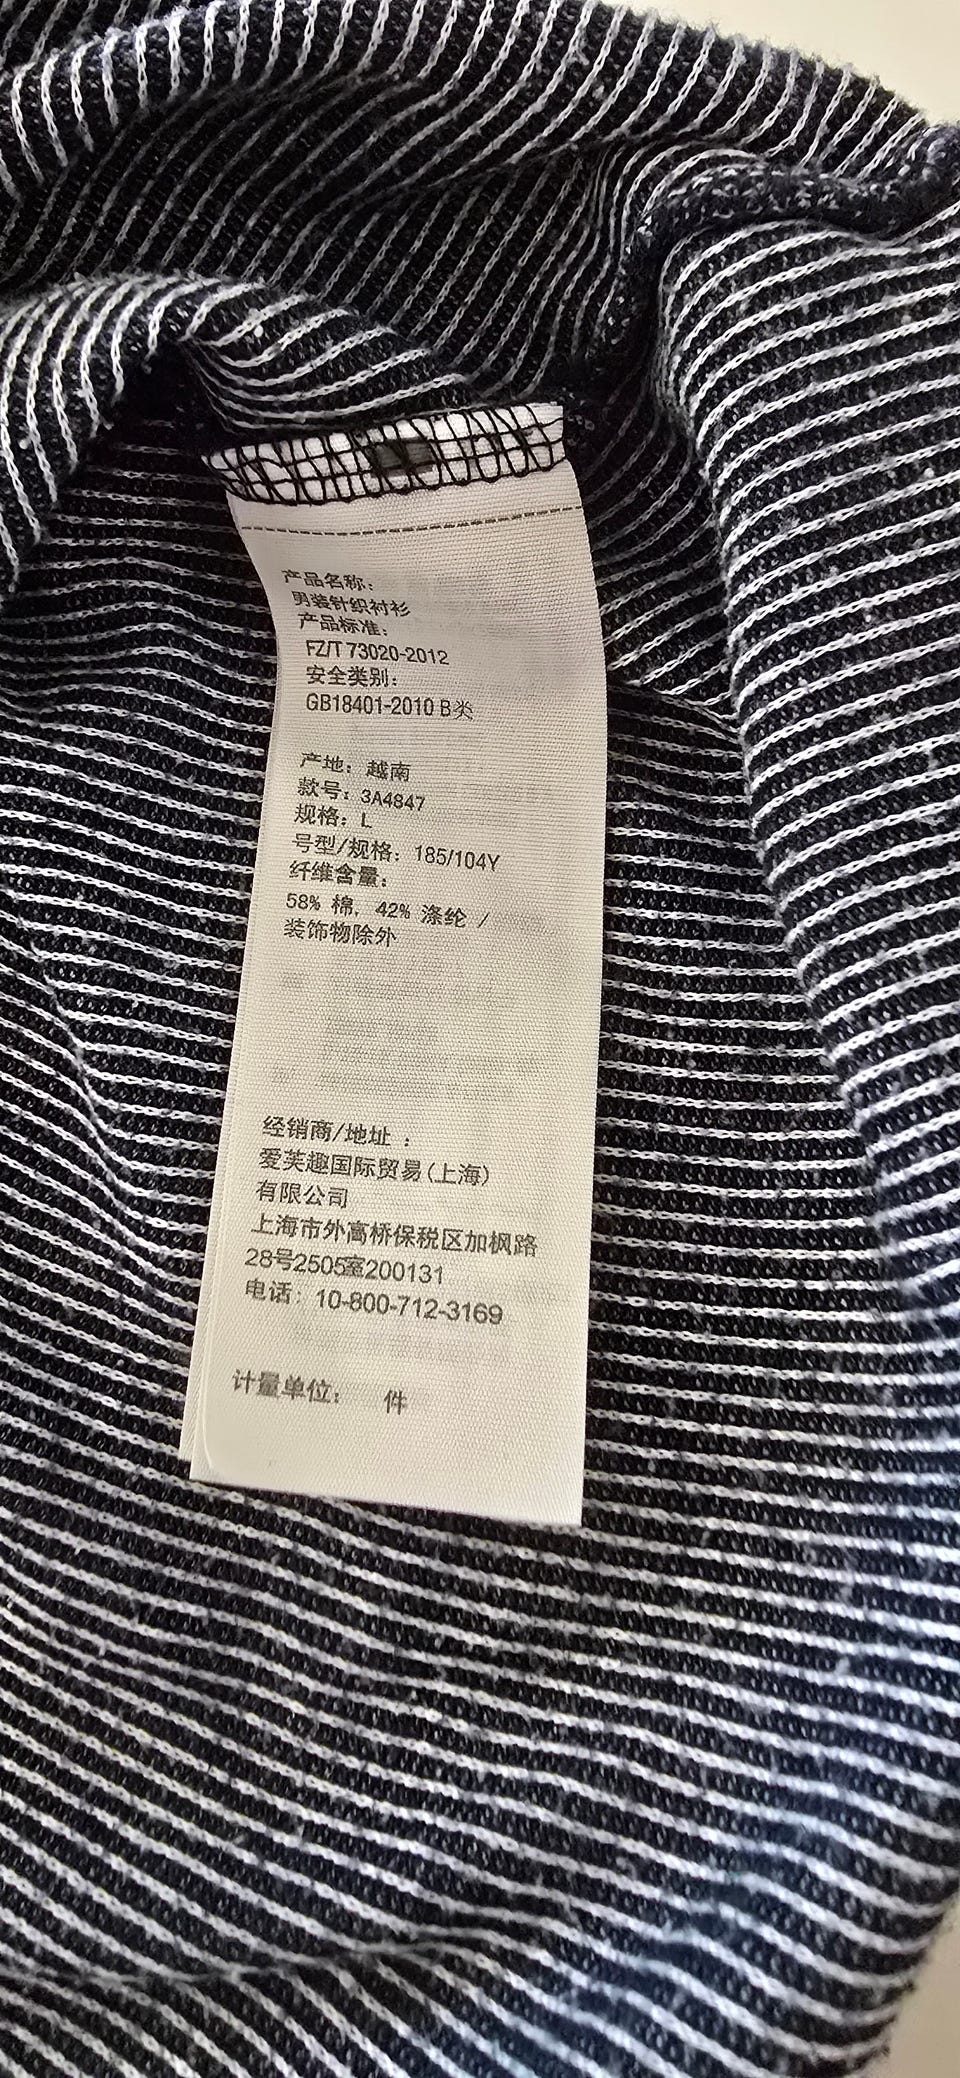 产品名称：
男装针织衬衫
产品标准：
FZ/T 73020-2012
安全类别：
GB18401-2010 B类
产地：越南
款号：3A4847
规格：L
号型/规格：185/104Y
纤维含量：
58% 棉, 42% 涤纶 /
装饰物除外
经销商/地址 ：
爱芙趣国际贸易(上海)
有限公司
上海市外高桥保税区加枫路
28号2505室200131
电话：10-800-712-3169
计量单位： 件